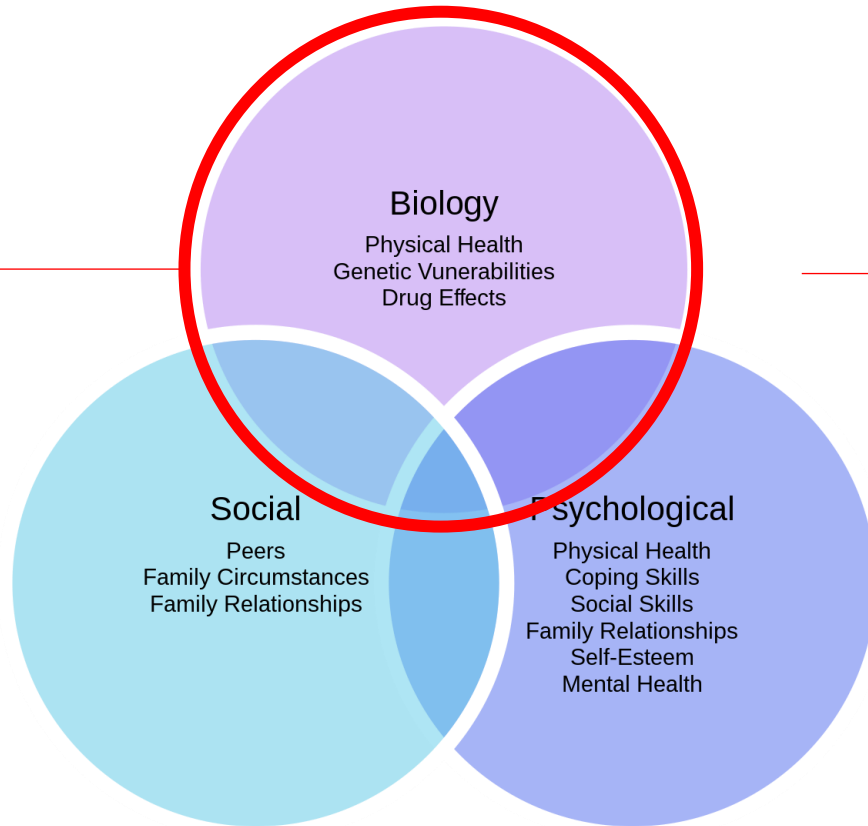 Biology
Physical Health
Genetic Vunerabilities
Drug Effects
Social
Peers
Family Circumstances
Family Relationships
Psychological
Physical Health
Coping Skills
Social Skills
Family Relationships
Self-Esteem
Mental Health